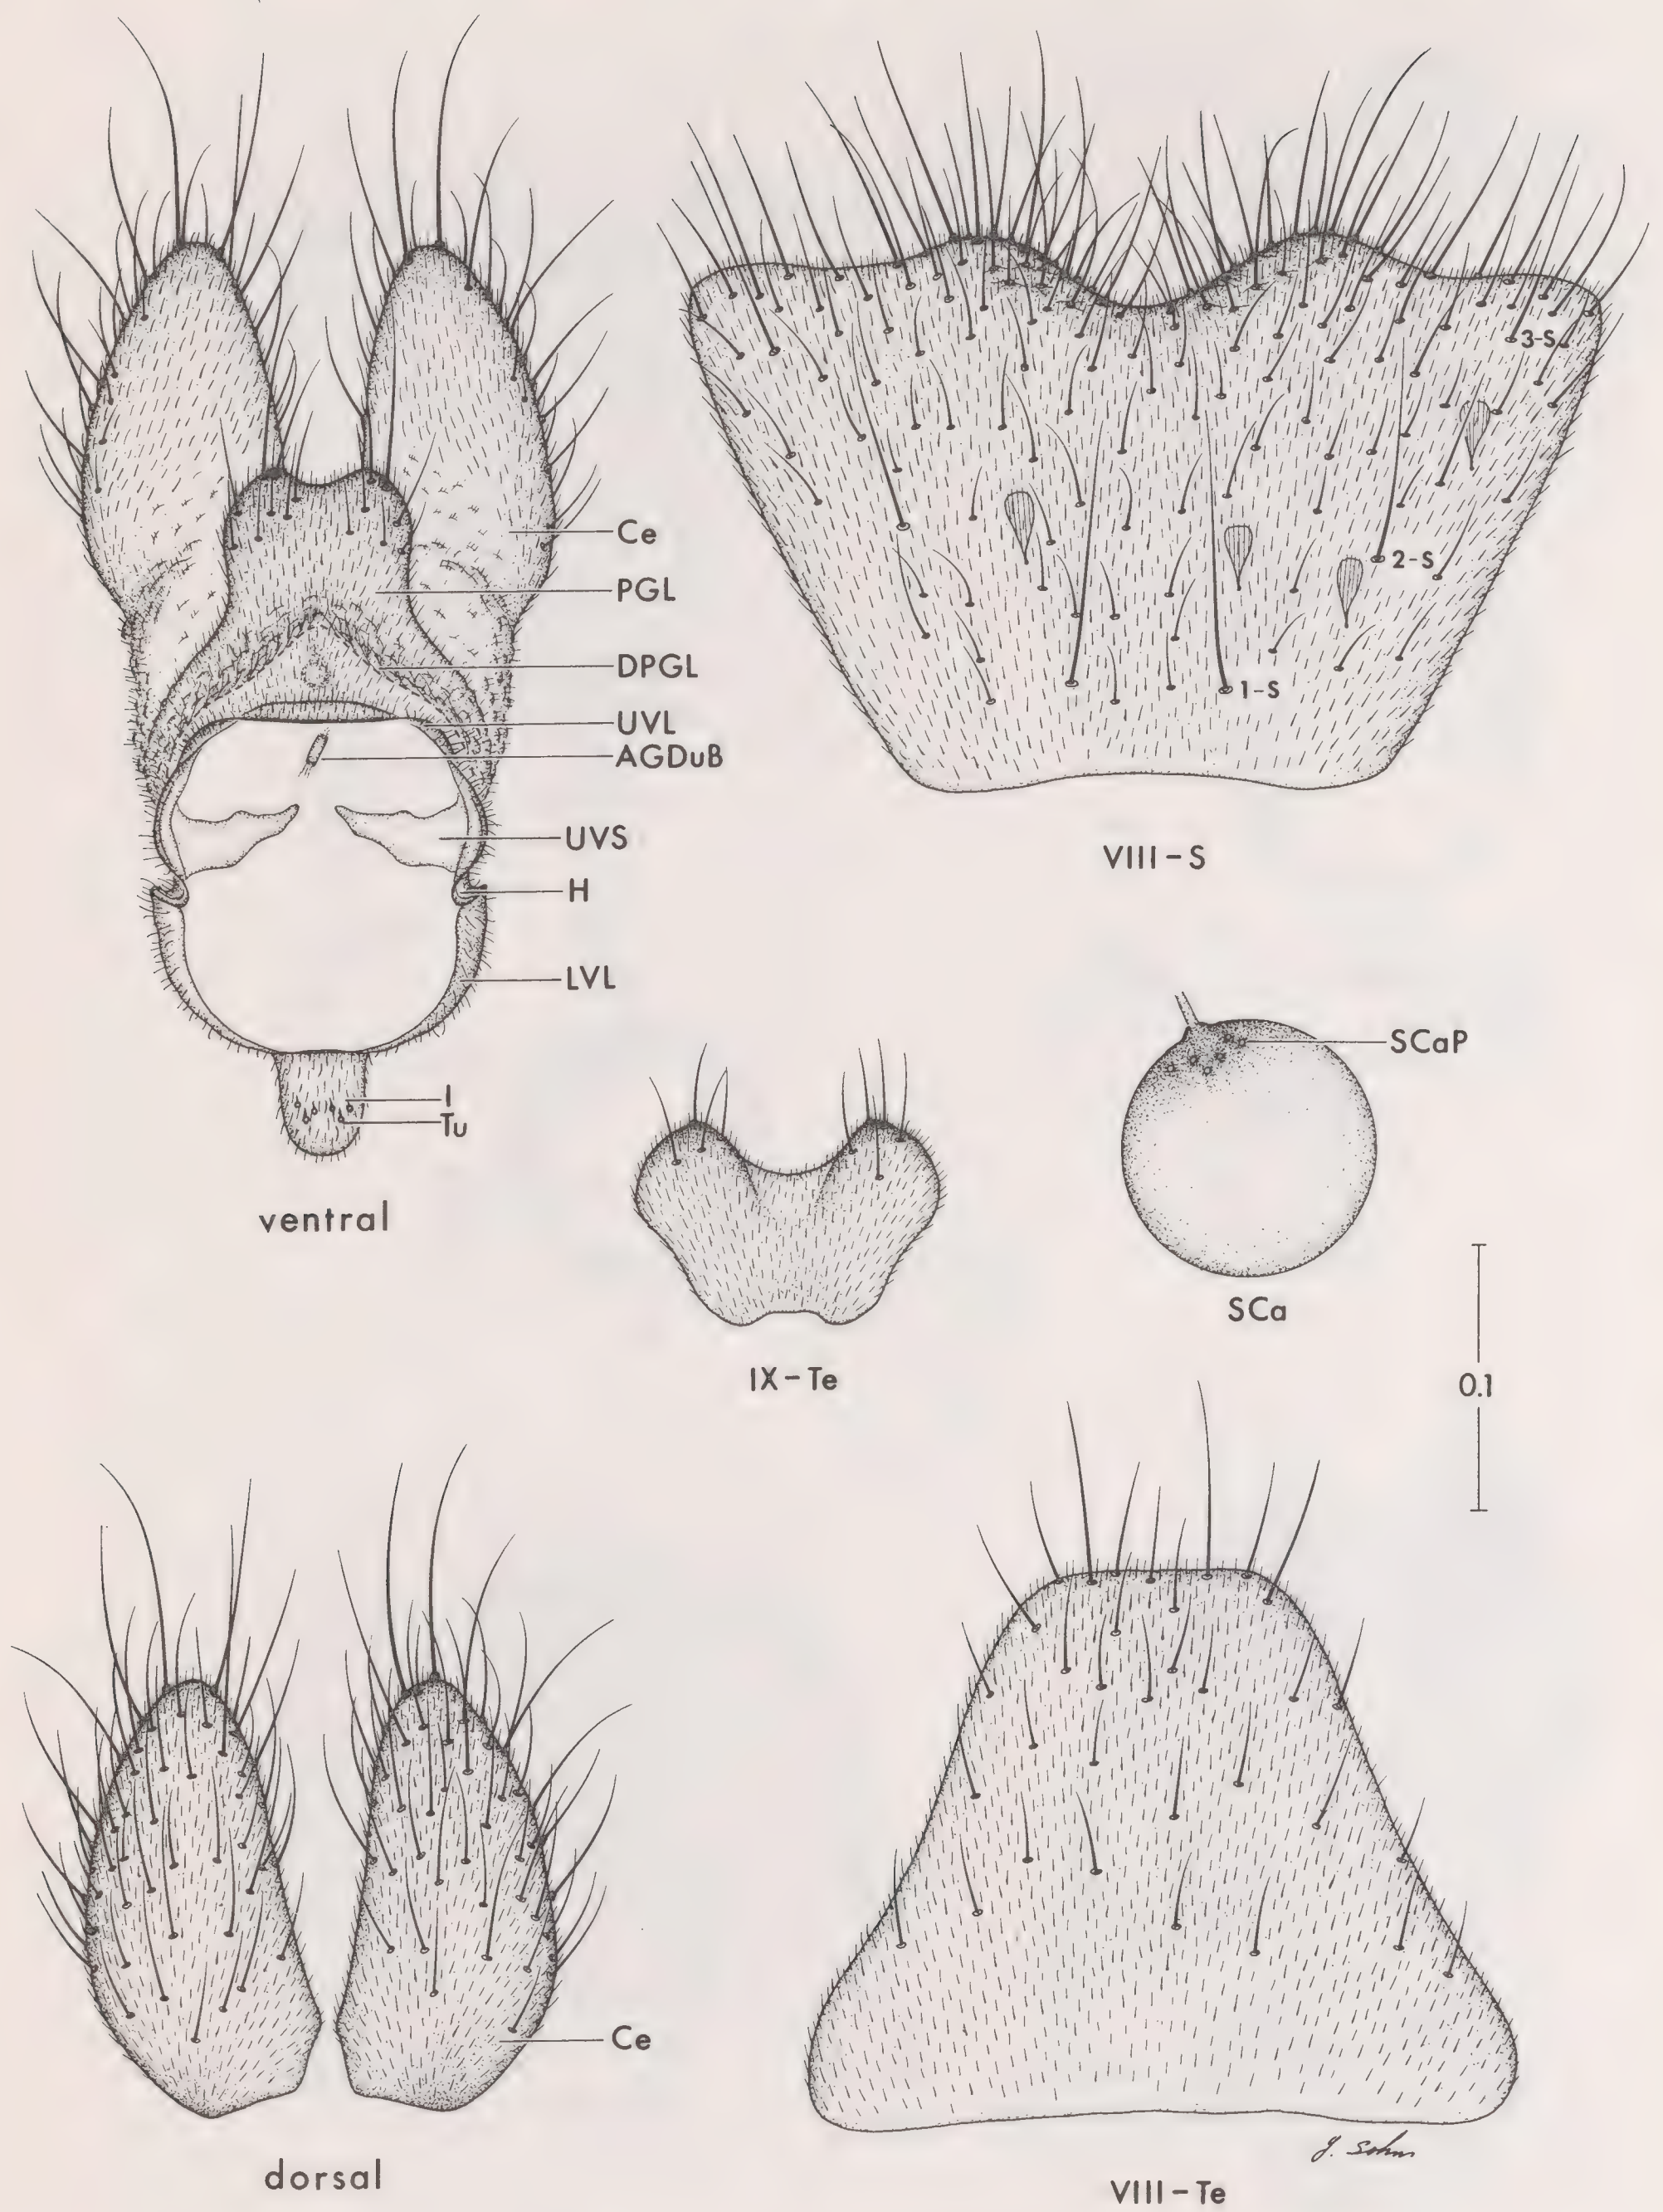 Ce
PGL
DPGL
UVL
AGDuB
UVS
H
LVL
I
Tu
ventral
3-S
2-S
1-S
VIII-S
SCaP
SCa
IX-Te
0.1
Ce
dorsal
J. Sohn
VIII-Te